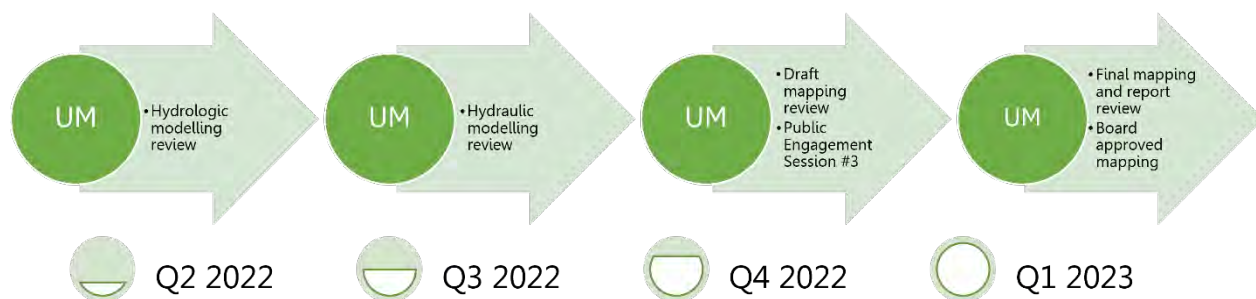 UM
•Hydrologic
modelling
review
UM
•Hydraulic
modelling
review
UM
•Draft
mapping
review
•Public
Engagement
Session #3
UM
•Final mapping
and report
review
•Board
approved
mapping
Q2 2022
Q3 2022
Q4 2022
Q1 2023